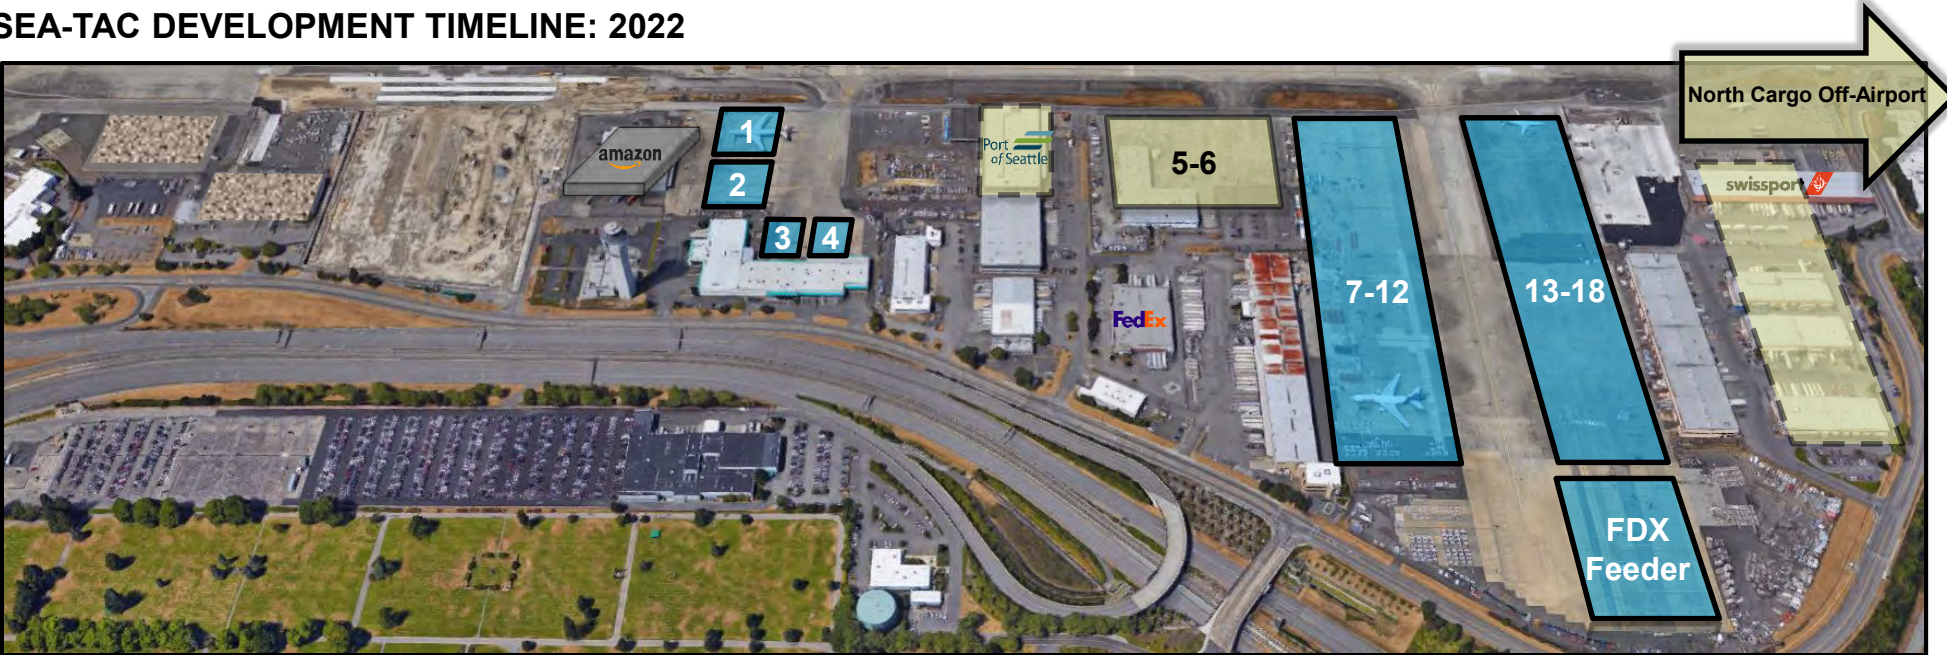 SEA-TAC DEVELOPMENT TIMELINE: 2022
North Cargo Off-Airport
1
amazon
Port
of Seattle
5-6
2
swissport
3
4
7-12
13-18
FedEx
FDX
Feeder